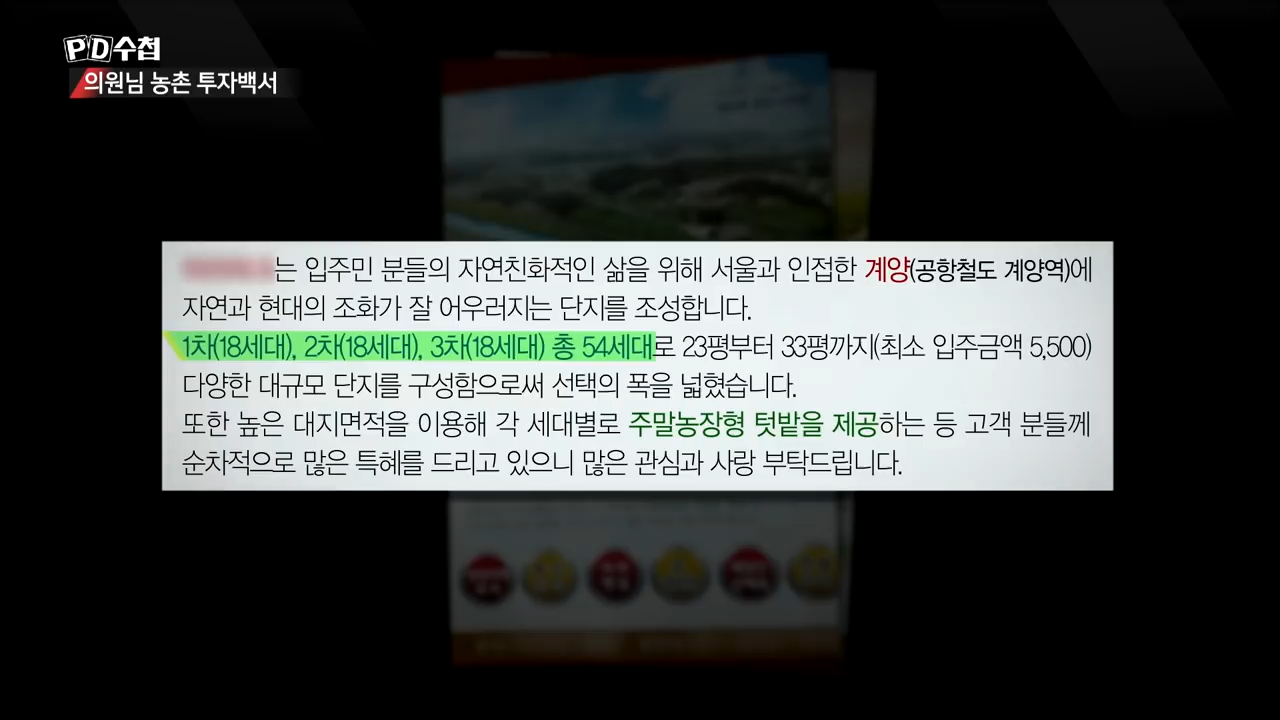 PD수첩
의원님 농촌 투자백서
는 입주민 분들의 자연친화적인 삶을 위해 서울과 인접한 계양(공항철도 계양역)에
자연과 현대의 조화가 잘 어우러지는 단지를 조성합니다.
1차(18세대), 2차(18세대), 3차(18세대) 총 54세대로 23평부터 33평까지(최소 입주금액 5,500)
다양한 대규모 단지를 구성함으로써 선택의 폭을 넓혔습니다.
또한 높은 대지면적을 이용해 각 세대별로 주말농장형 텃밭을 제공하는 등 고객 분들께
순차적으로 많은 특혜를 드리고 있으니 많은 관심과 사랑 부탁드립니다.